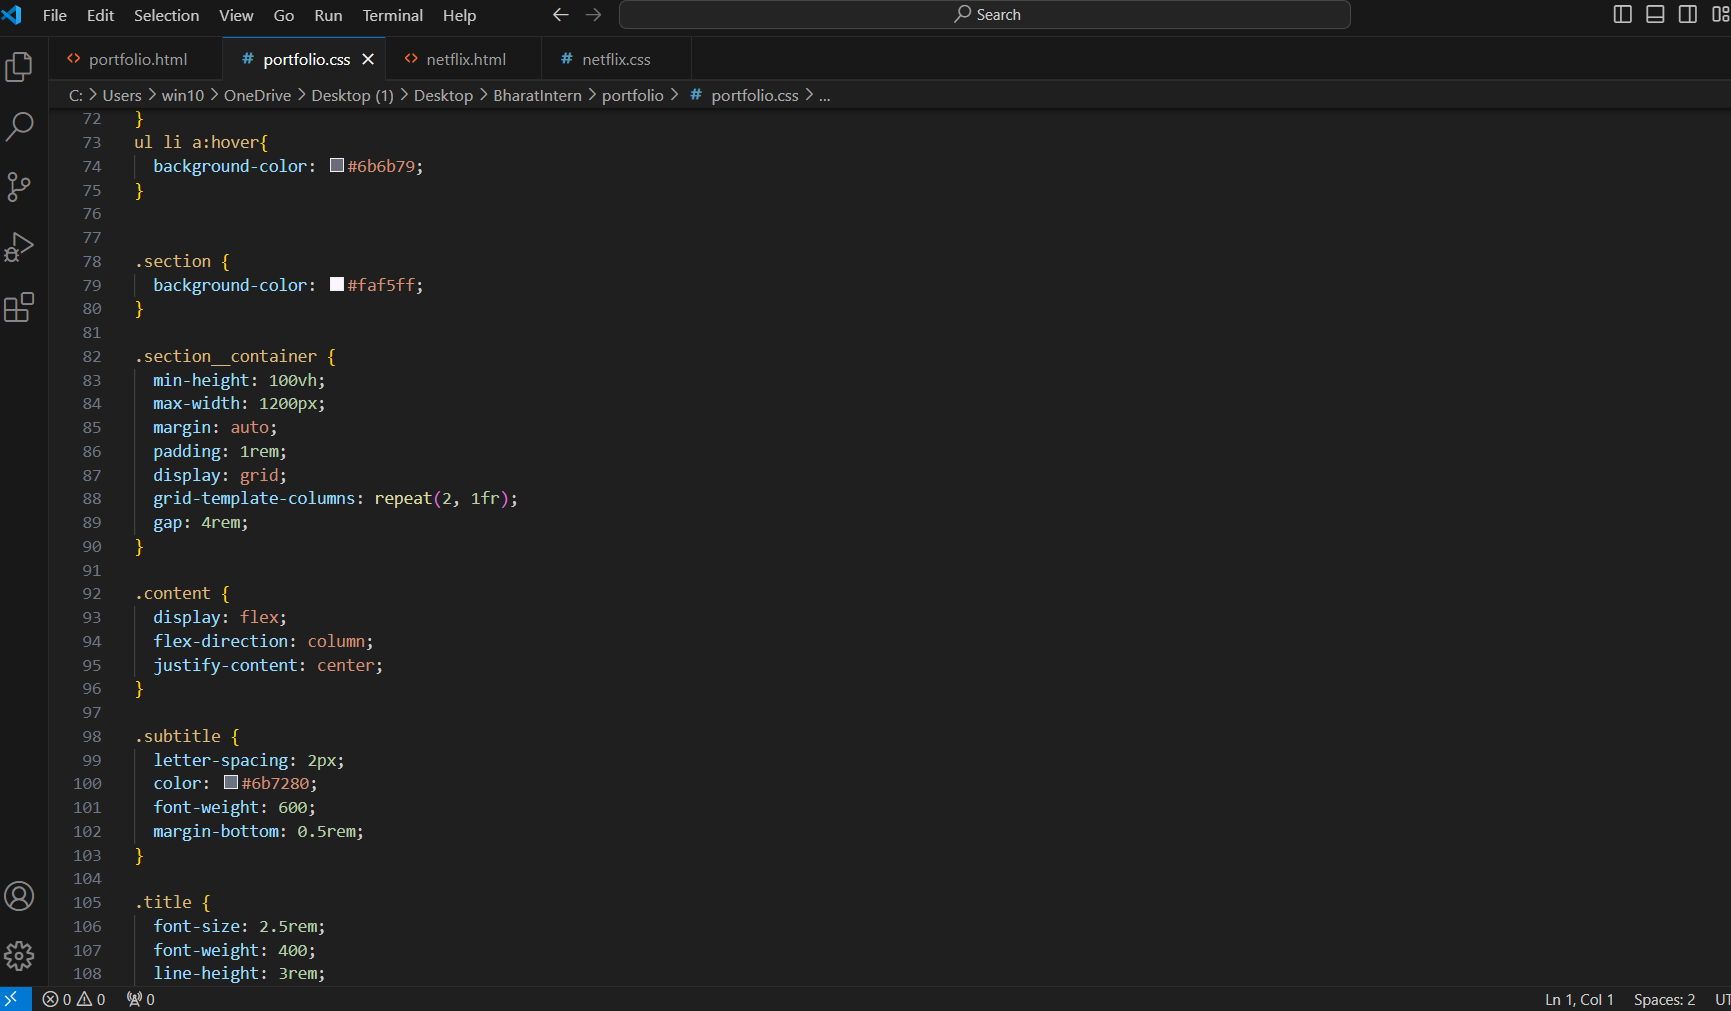 File Edit Selection View Go Run Terminal Help Search
portfolio.html # portfolio.css netflix.html # netflix.css
C: > Users > win10 > OneDrive > Desktop (1) > Desktop > BharatIntern > portfolio > # portfolio.css > ...
72 }
73 ul li a:hover{
74   background-color: #6b6b79;
75 }
76
77
78 .section {
79   background-color: #faf5ff;
80 }
81
82 .section__container {
83   min-height: 100vh;
84   max-width: 1200px;
85   margin: auto;
86   padding: 1rem;
87   display: grid;
88   grid-template-columns: repeat(2, 1fr);
89   gap: 4rem;
90 }
91
92 .content {
93   display: flex;
94   flex-direction: column;
95   justify-content: center;
96 }
97
98 .subtitle {
99   letter-spacing: 2px;
100   color: #6b7280;
101   font-weight: 600;
102   margin-bottom: 0.5rem;
103 }
104
105 .title {
106   font-size: 2.5rem;
107   font-weight: 400;
108   line-height: 3rem;
0 0 0 Ln 1, Col 1 Spaces: 2 UT